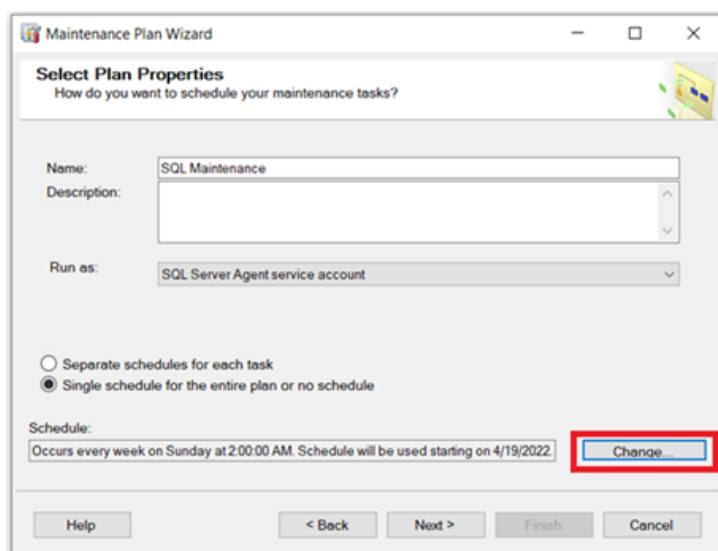 Maintenance Plan Wizard
Select Plan Properties
How do you want to schedule your maintenance tasks?
Name:
SQL Maintenance
Description:
Run as:
SQL Server Agent service account
Separate schedules for each task
Single schedule for the entire plan or no schedule
Schedule:
Occurs every week on Sunday at 2:00:00 AM. Schedule will be used starting on 4/19/2022.
Change...
Help
< Back
Next >
Finish
Cancel